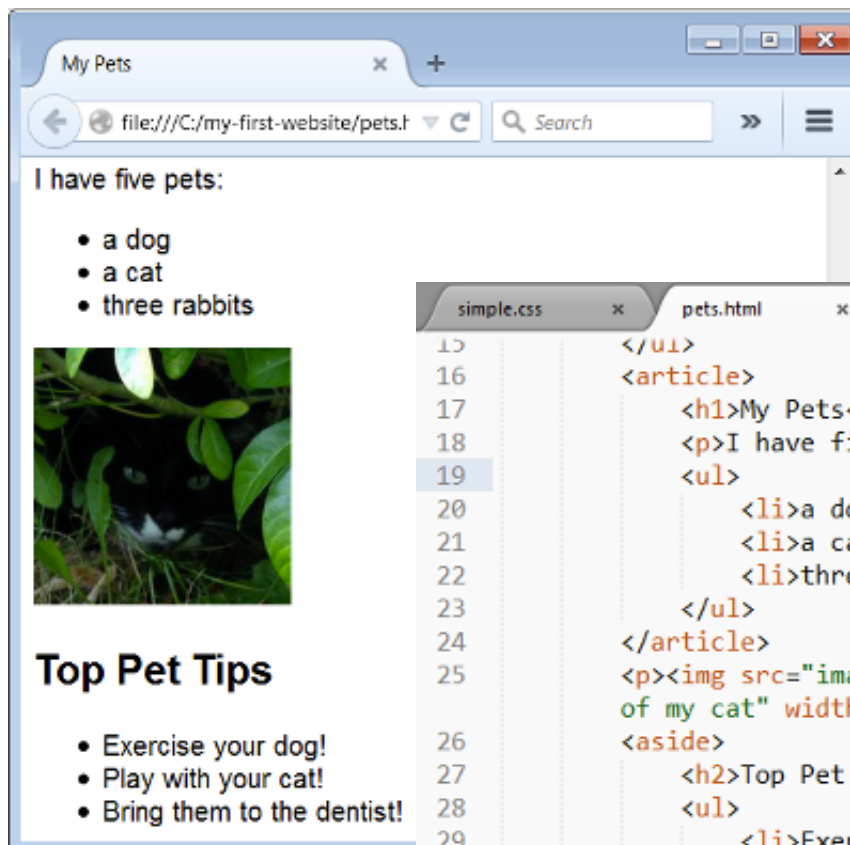 My Pets
file:///C:/my-first-website/pets.h
Search
I have five pets:
• a dog
• a cat
• three rabbits
Top Pet Tips
• Exercise your dog!
• Play with your cat!
• Bring them to the dentist!
simple.css
pets.html
15 </ul>
16 <article>
17 <h1>My Pets<
18 <p>I have fi
19 <ul>
20 <li>a do
21 <li>a ca
22 <li>thre
23 </ul>
24 </article>
25 <p><img src="ima
of my cat" width
26 <aside>
27 <h2>Top Pet
28 <ul>
29 <li>Exer